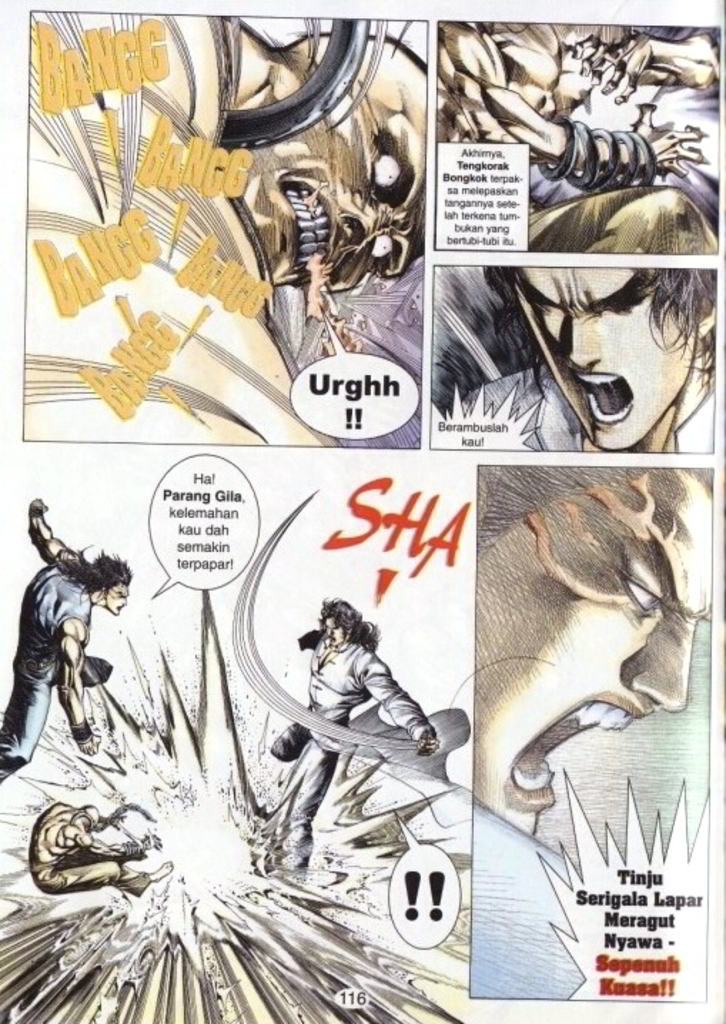 BANGG
BANGG
BANGG
BANGG
BANGG
Urghh
!!
Akhirnya,
Tengkorak
Bongkok terpak-
sa melepaskan
tangannya sete-
lah terkena tum-
bukan yang
bertubi-tubi itu.
Berambuslah
kau!
Ha!
Parang Gila,
kelemahan
kau dah
semakin
terpapar!
SHA
!!
Tinju
Serigala Lapar
Meragut
Nyawa -
Sepenuh
Kuasa!!
116